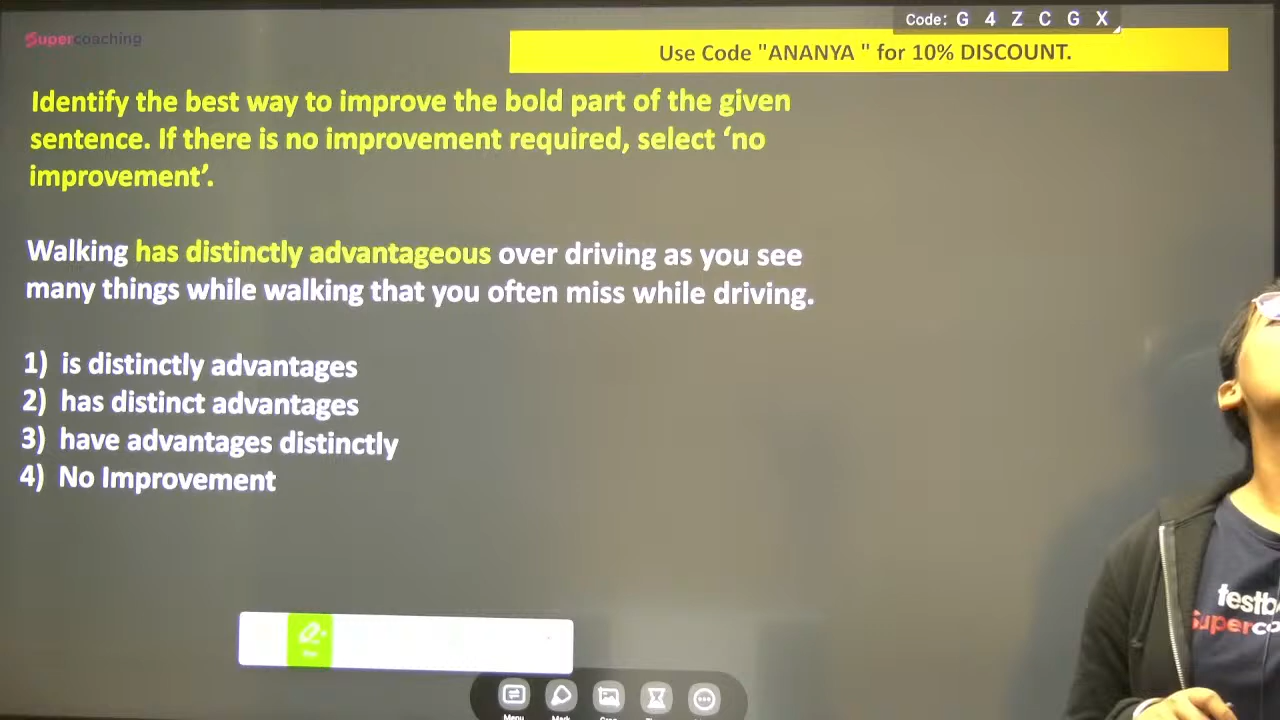 Code: G 4 Z C G X
Supercoaching
Use Code "ANANYA " for 10% DISCOUNT.
Identify the best way to improve the bold part of the given
sentence. If there is no improvement required, select ‘no
improvement’.
Walking has distinctly advantageous over driving as you see
many things while walking that you often miss while driving.
1) is distinctly advantages
2) has distinct advantages
3) have advantages distinctly
4) No Improvement
Menu